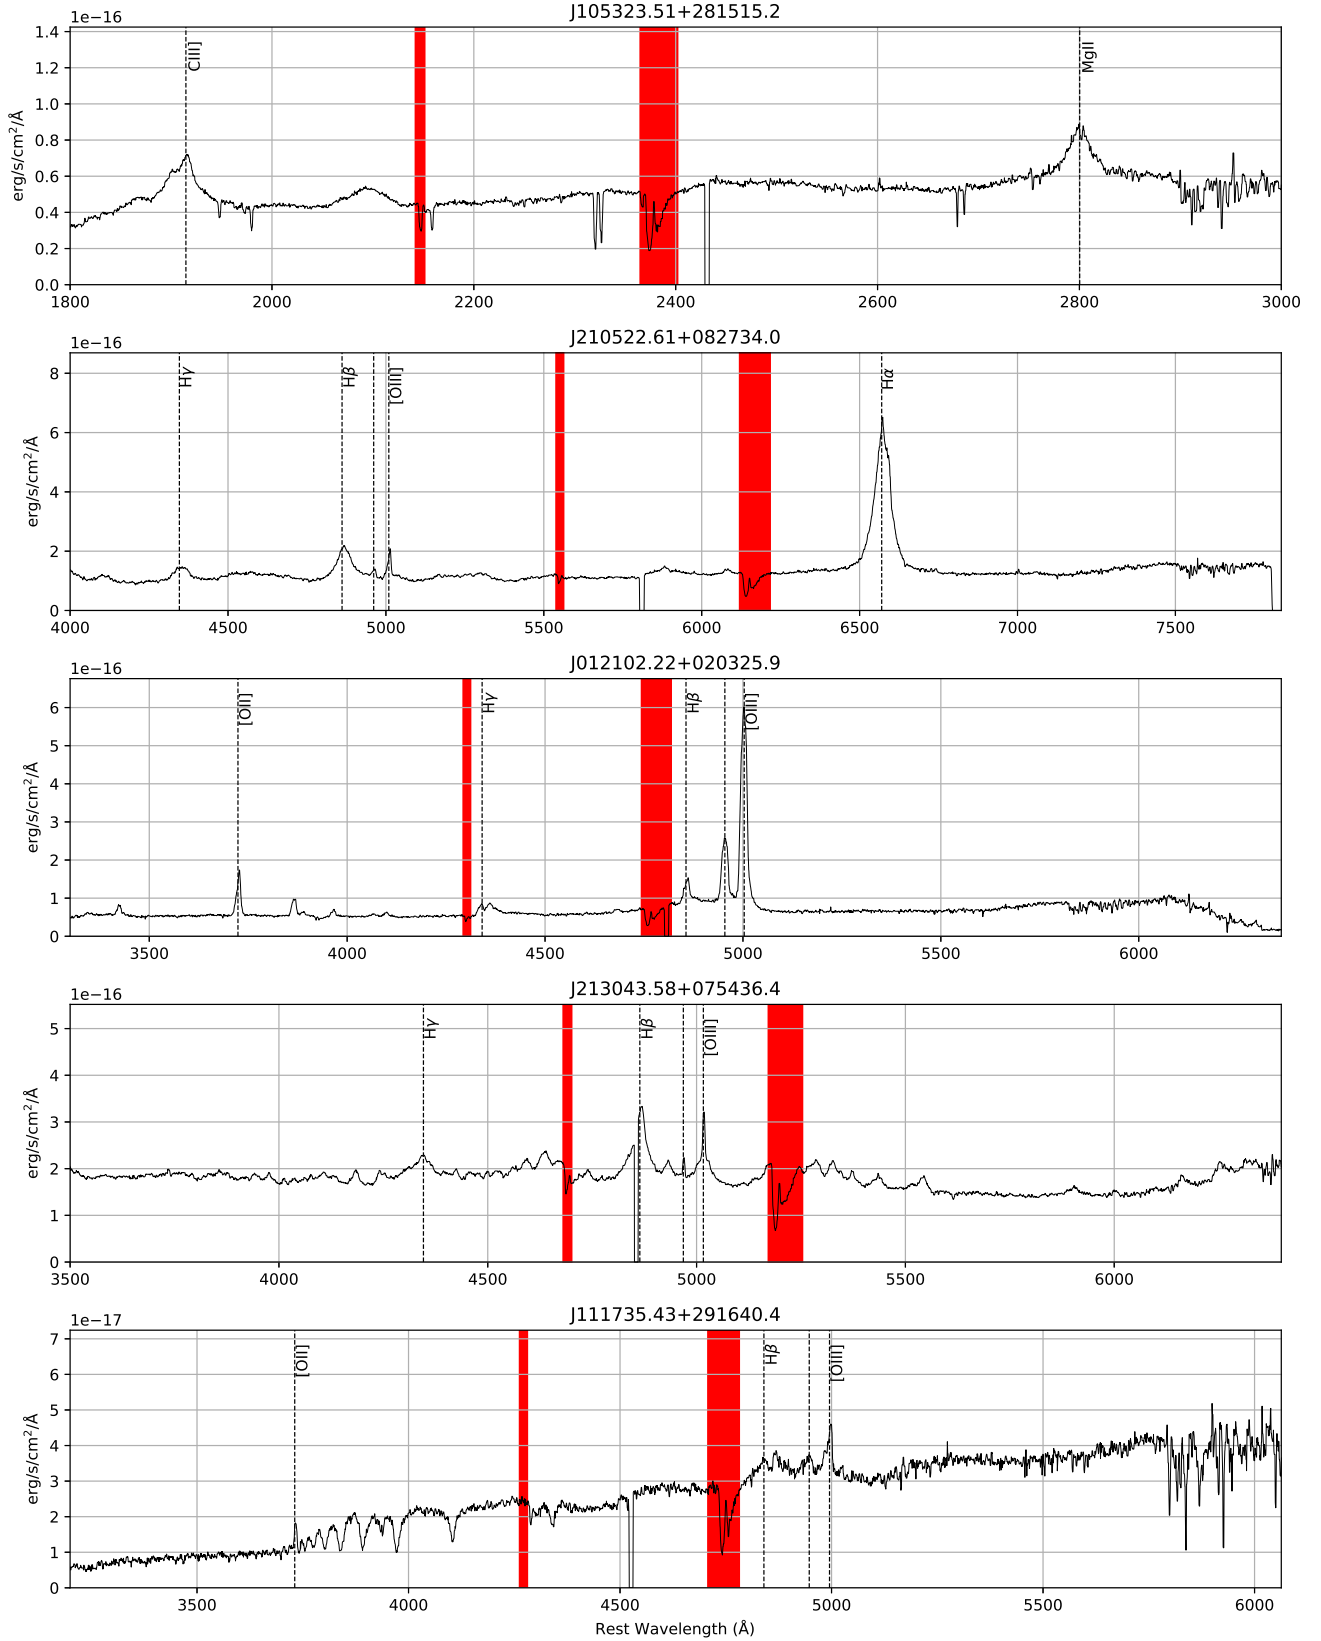 J105323.51+281515.2
1e−16
CIII]
MgII
erg/s/cm²/Å
1.4
1.2
1.0
0.8
0.6
0.4
0.2
0.0
1800 2000 2200 2400 2600 2800 3000
J210522.61+082734.0
1e−16
Hγ
Hβ
[OIII]
Hα
erg/s/cm²/Å
8
6
4
2
0
4000 4500 5000 5500 6000 6500 7000 7500
J012102.22+020325.9
1e−16
[OII]
Hγ
Hβ
[OIII]
erg/s/cm²/Å
6
5
4
3
2
1
0
3500 4000 4500 5000 5500 6000
J213043.58+075436.4
1e−16
Hγ
Hβ
[OIII]
erg/s/cm²/Å
5
4
3
2
1
0
3500 4000 4500 5000 5500 6000
J111735.43+291640.4
1e−17
[OII]
Hβ
[OIII]
erg/s/cm²/Å
7
6
5
4
3
2
1
0
3500 4000 4500 5000 5500 6000
Rest Wavelength (Å)